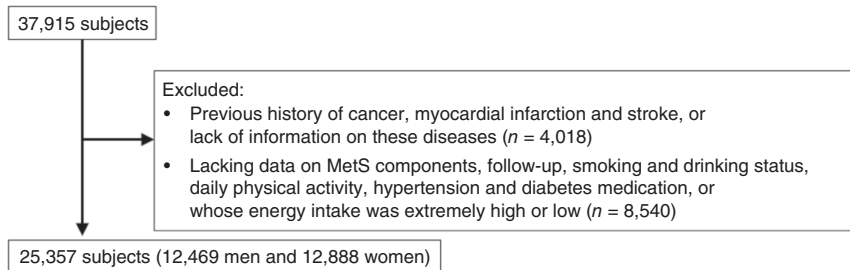 37,915 subjects
Excluded:
• Previous history of cancer, myocardial infarction and stroke, or
lack of information on these diseases (n = 4,018)
• Lacking data on MetS components, follow-up, smoking and drinking status,
daily physical activity, hypertension and diabetes medication, or
whose energy intake was extremely high or low (n = 8,540)
25,357 subjects (12,469 men and 12,888 women)